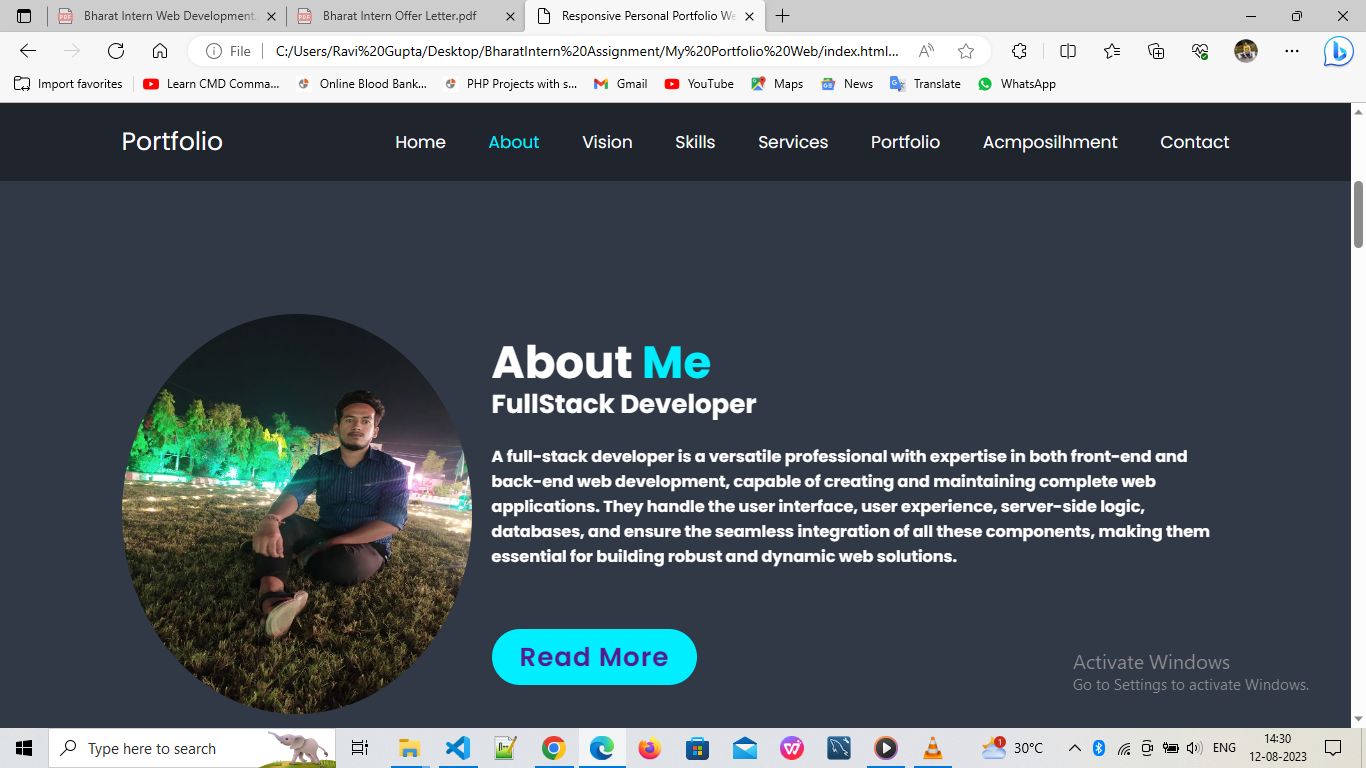 Bharat Intern Web Development.
Bharat Intern Offer Letter.pdf
Responsive Personal Portfolio We
File
C:/Users/Ravi%20Gupta/Desktop/BharatIntern%20Assignment/My%20Portfolio%20Web/index.html...
Import favorites
Learn CMD Comma...
Online Blood Bank...
PHP Projects with s...
Gmail
YouTube
Maps
News
Translate
WhatsApp
Portfolio
Home
About
Vision
Skills
Services
Portfolio
Acmposilhment
Contact
About Me
FullStack Developer
A full-stack developer is a versatile professional with expertise in both front-end and
back-end web development, capable of creating and maintaining complete web
applications. They handle the user interface, user experience, server-side logic,
databases, and ensure the seamless integration of all these components, making them
essential for building robust and dynamic web solutions.
Read More
Activate Windows
Go to Settings to activate Windows.
Type here to search
30°C
ENG
14:30
12-08-2023